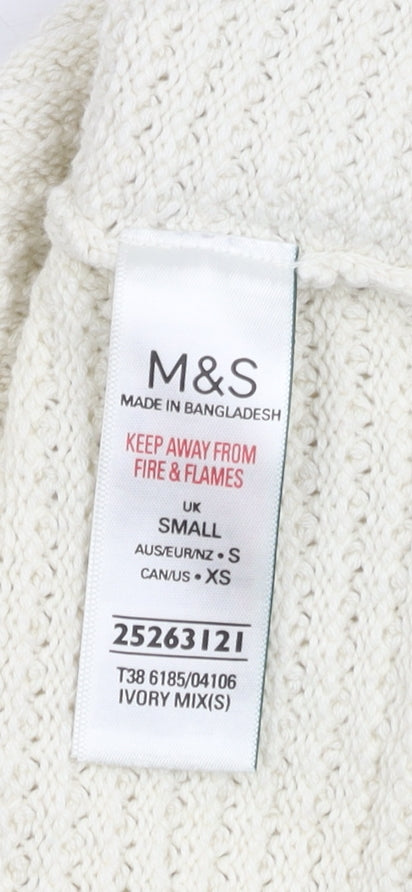 M&S
MADE IN BANGLADESH
KEEP AWAY FROM
FIRE & FLAMES
UK
SMALL
AUS/EUR/NZ • S
CAN/US • XS
25263121
T38 6185/04106
IVORY MIX(S)